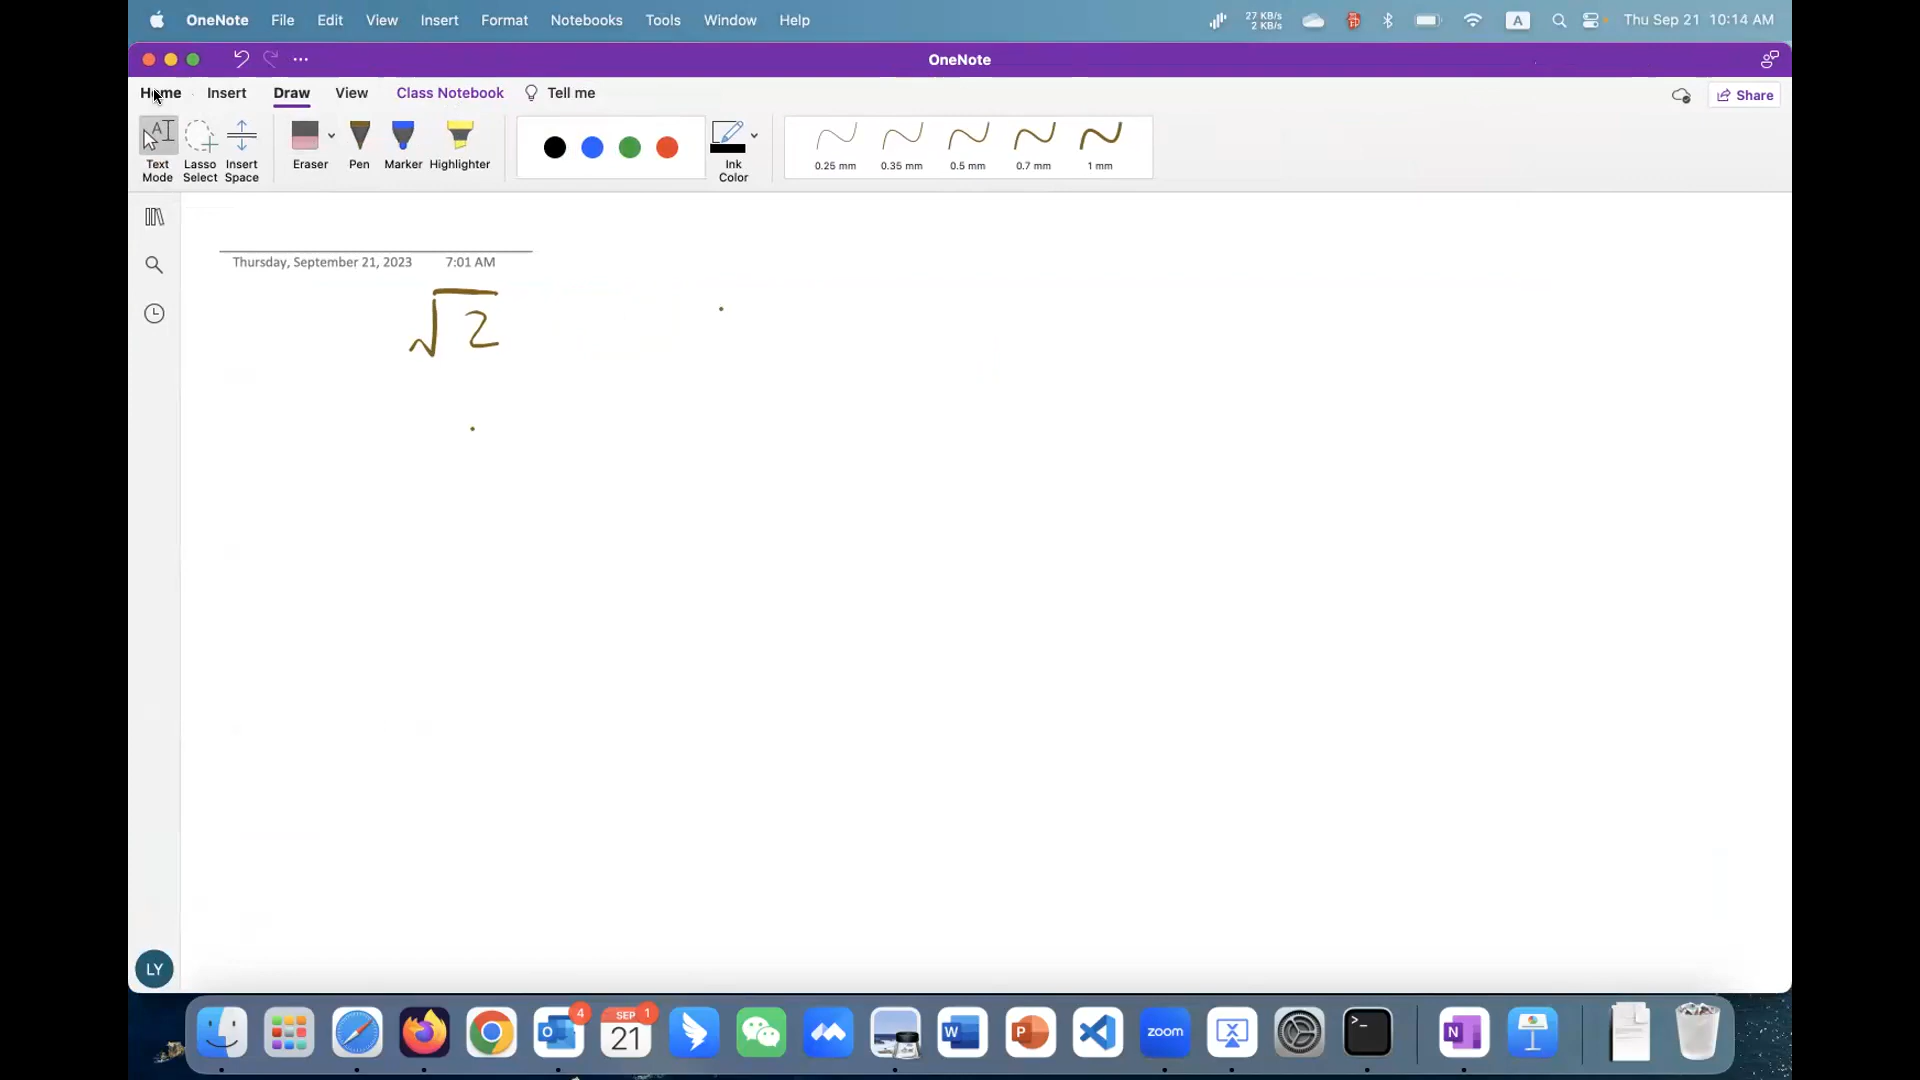 OneNote File Edit View Insert Format Notebooks Tools Window Help 27 KB/s 2 KB/s A Thu Sep 21 10:14 AM
OneNote
Home Insert Draw View Class Notebook Tell me Share
Text Mode Lasso Select Insert Space Eraser Pen Marker Highlighter Ink Color 0.25 mm 0.35 mm 0.5 mm 0.7 mm 1 mm
Thursday, September 21, 2023 7:01 AM
√2
LY
4 SEP 1 21 W P zoom X >_ N